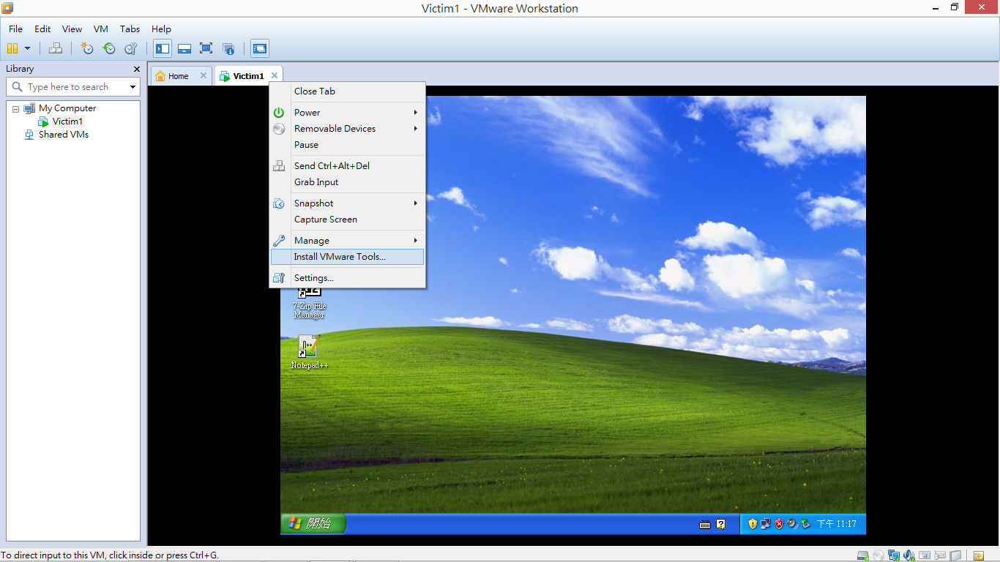 Victim1 - VMware Workstation
File Edit View VM Tabs Help
Library
Home
Victim1
Type here to search
My Computer
Victim1
Shared VMs
Close Tab
Power
Removable Devices
Pause
Send Ctrl+Alt+Del
Grab Input
Snapshot
Capture Screen
Manage
Install VMware Tools...
Settings...
7-Zip File
Manager
Notepad++
開始
下午 11:17
To direct input to this VM, click inside or press Ctrl+G.